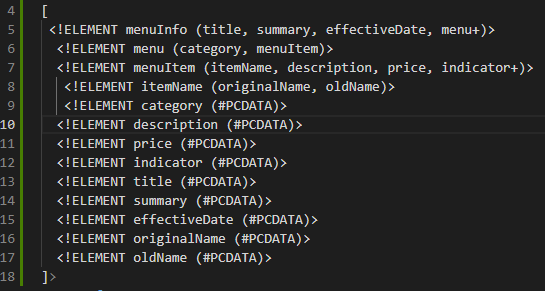 4 [
5 <!ELEMENT menuInfo (title, summary, effectiveDate, menu+)>
6 <!ELEMENT menu (category, menuItem)>
7 <!ELEMENT menuItem (itemName, description, price, indicator+)>
8 <!ELEMENT itemName (originalName, oldName)>
9 <!ELEMENT category (#PCDATA)>
10 <!ELEMENT description (#PCDATA)>
11 <!ELEMENT price (#PCDATA)>
12 <!ELEMENT indicator (#PCDATA)>
13 <!ELEMENT title (#PCDATA)>
14 <!ELEMENT summary (#PCDATA)>
15 <!ELEMENT effectiveDate (#PCDATA)>
16 <!ELEMENT originalName (#PCDATA)>
17 <!ELEMENT oldName (#PCDATA)>
18 ]>